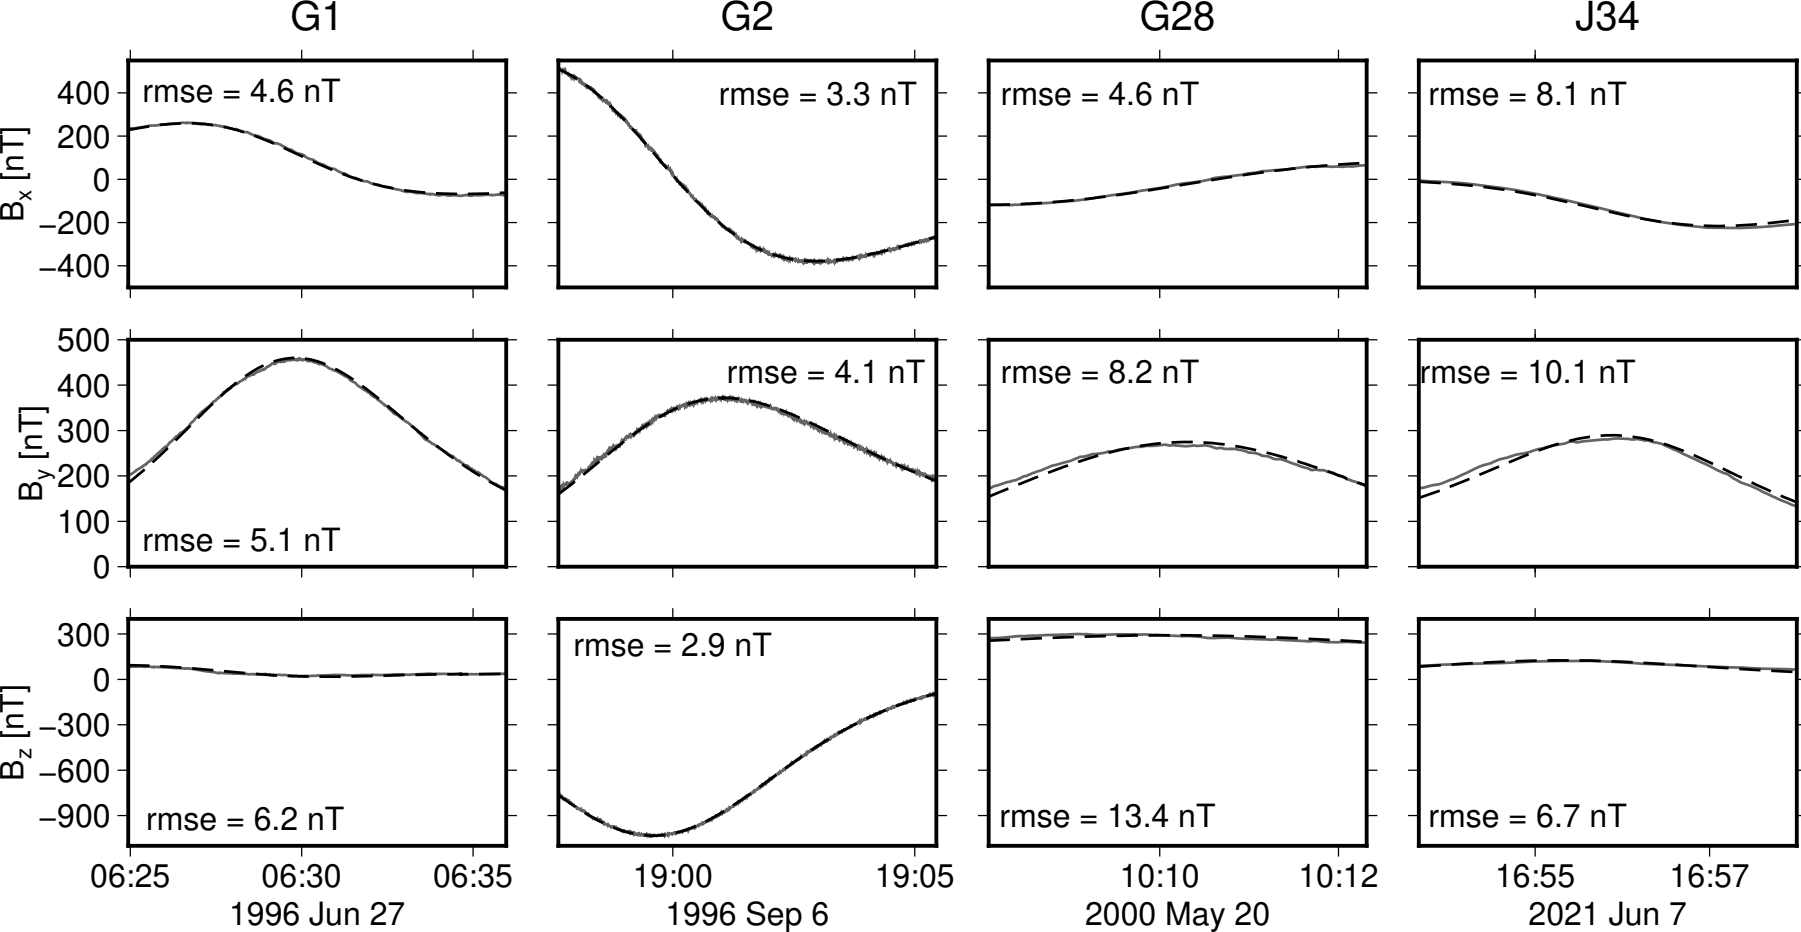 G1 G2 G28 J34
400
200
0
−200
−400
Bx [nT]
rmse = 4.6 nT
rmse = 3.3 nT
rmse = 4.6 nT
rmse = 8.1 nT
500
400
300
200
100
0
By [nT]
rmse = 5.1 nT
rmse = 4.1 nT
rmse = 8.2 nT
rmse = 10.1 nT
300
0
−300
−600
−900
Bz [nT]
rmse = 6.2 nT
rmse = 2.9 nT
rmse = 13.4 nT
rmse = 6.7 nT
06:25 06:30 06:35 19:00 19:05 10:10 10:12 16:55 16:57
1996 Jun 27 1996 Sep 6 2000 May 20 2021 Jun 7